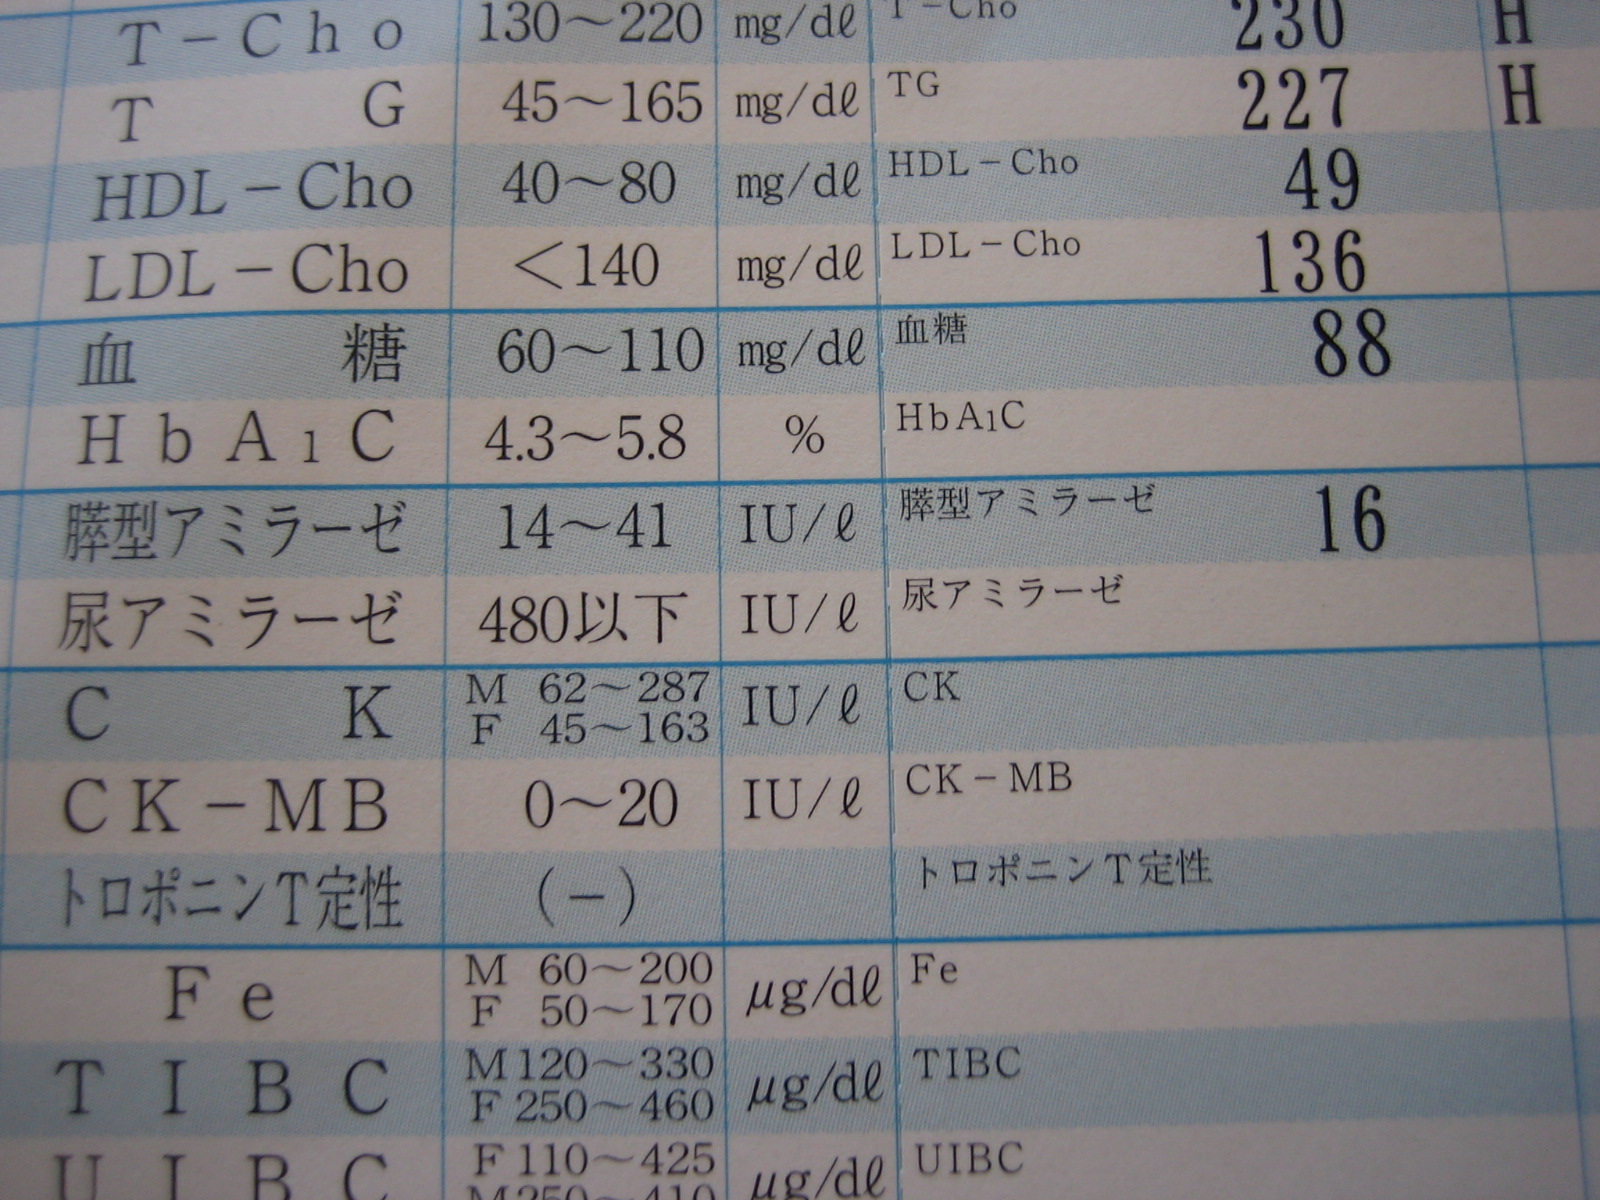 T-Cho 130～220 mg/dℓ T-Cho 230 H
T G 45～165 mg/dℓ TG 227 H
HDL-Cho 40～80 mg/dℓ HDL-Cho 49
LDL-Cho <140 mg/dℓ LDL-Cho 136
血糖 60～110 mg/dℓ 血糖 88
HbA1C 4.3～5.8 % HbA1C
膵型アミラーゼ 14～41 IU/ℓ 膵型アミラーゼ 16
尿アミラーゼ 480以下 IU/ℓ 尿アミラーゼ
C K M 62～287 IU/ℓ CK
F 45～163
CK-MB 0～20 IU/ℓ CK-MB
トロポニンT定性 (-) トロポニンT定性
Fe M 60～200 μg/dℓ Fe
F 50～170
TIBC M120～330 μg/dℓ TIBC
F250～460
UIBC F110～425 μg/dℓ UIBC
M250～410